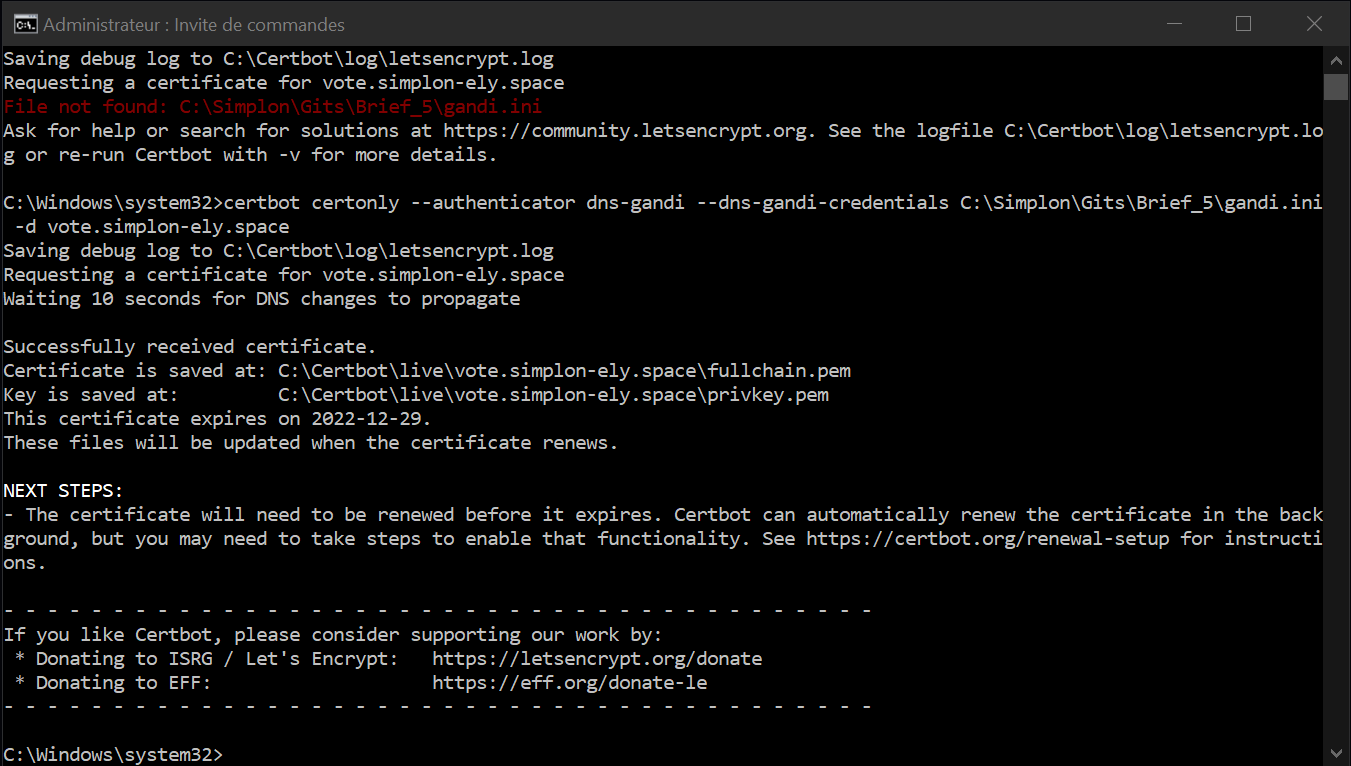 Administrateur : Invite de commandes
Saving debug log to C:\Certbot\log\letsencrypt.log
Requesting a certificate for vote.simplon-ely.space
File not found: C:\Simplon\Gits\Brief_5\gandi.ini
Ask for help or search for solutions at https://community.letsencrypt.org. See the logfile C:\Certbot\log\letsencrypt.lo
g or re-run Certbot with -v for more details.
C:\Windows\system32>certbot certonly --authenticator dns-gandi --dns-gandi-credentials C:\Simplon\Gits\Brief_5\gandi.ini
 -d vote.simplon-ely.space
Saving debug log to C:\Certbot\log\letsencrypt.log
Requesting a certificate for vote.simplon-ely.space
Waiting 10 seconds for DNS changes to propagate
Successfully received certificate.
Certificate is saved at: C:\Certbot\live\vote.simplon-ely.space\fullchain.pem
Key is saved at:         C:\Certbot\live\vote.simplon-ely.space\privkey.pem
This certificate expires on 2022-12-29.
These files will be updated when the certificate renews.
NEXT STEPS:
- The certificate will need to be renewed before it expires. Certbot can automatically renew the certificate in the back
ground, but you may need to take steps to enable that functionality. See https://certbot.org/renewal-setup for instructi
ons.
- - - - - - - - - - - - - - - - - - - - - - - - - - - - - - - - - - - - - - - -
If you like Certbot, please consider supporting our work by:
 * Donating to ISRG / Let's Encrypt:   https://letsencrypt.org/donate
 * Donating to EFF:                    https://eff.org/donate-le
- - - - - - - - - - - - - - - - - - - - - - - - - - - - - - - - - - - - - - - -
C:\Windows\system32>